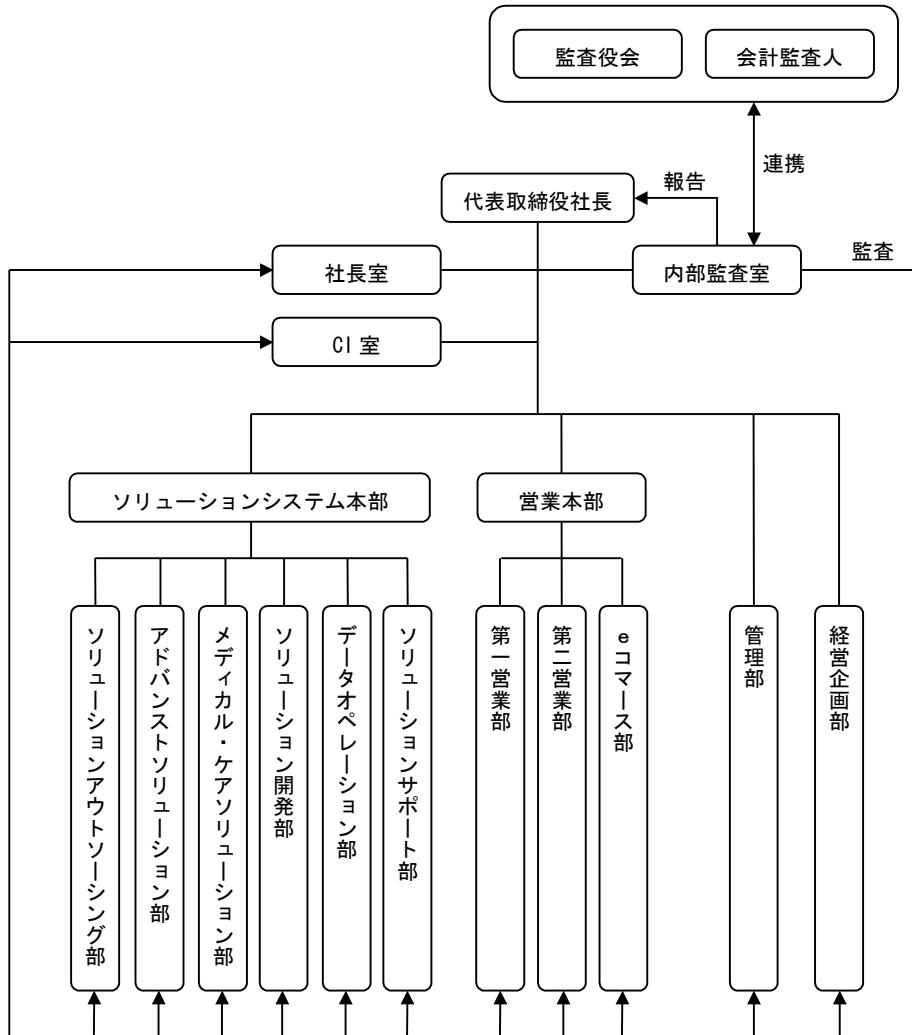 監査役会
会計監査人
連携
報告
代表取締役社長
社長室
内部監査室
監査
CI 室
ソリューションシステム本部
営業本部
ソリューションアウトソーシング部
アドバンストソリューション部
メディカル・ケアソリューション部
ソリューション開発部
データオペレーション部
ソリューションサポート部
第一営業部
第二営業部
eコマース部
管理部
経営企画部